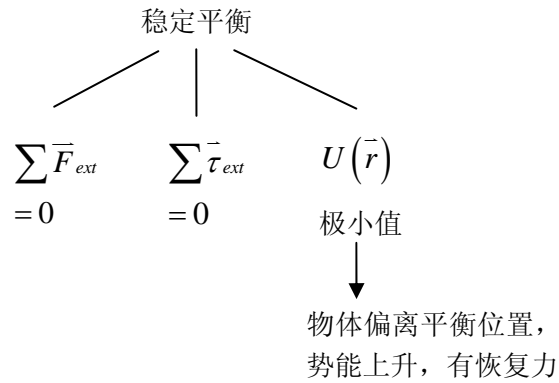 稳定平衡
∑F⃗ext ∑τ⃗ext U(r⃗)
=0 =0 极小值
物体偏离平衡位置，
势能上升，有恢复力